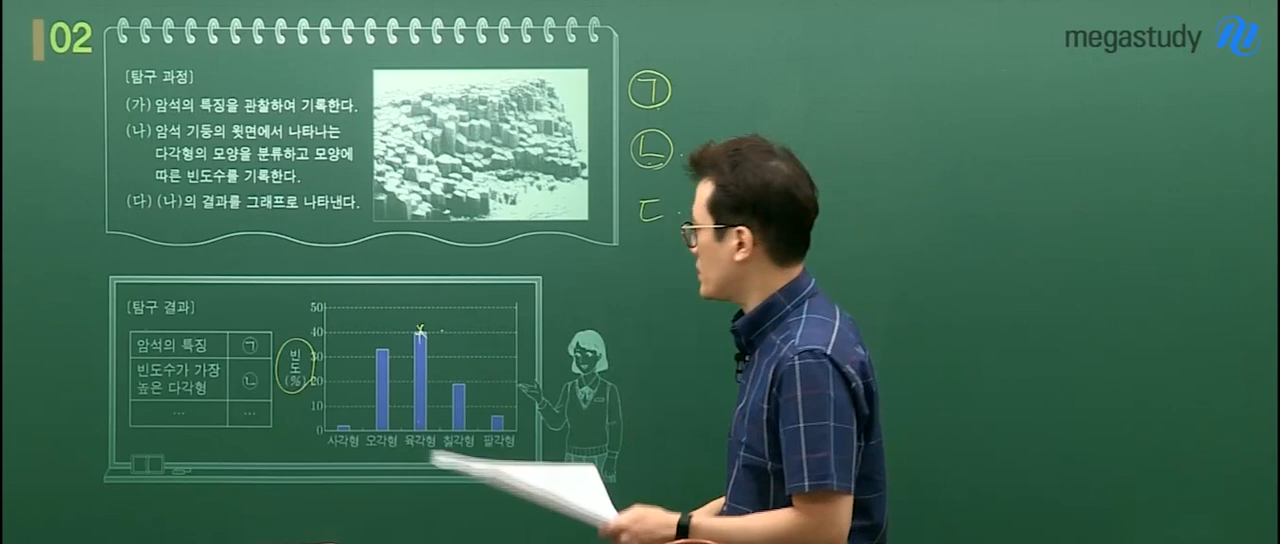 02
megastudy
[탐구 과정]
(가) 암석의 특징을 관찰하여 기록한다.
(나) 암석 기둥의 윗면에서 나타나는
다각형의 모양을 분류하고 모양에
따른 빈도수를 기록한다.
(다) (나)의 결과를 그래프로 나타낸다.
ㄱ
ㄴ
ㄷ.
[탐구 결과]
암석의 특징 ㉠
빈도수가 가장
높은 다각형 ㉡
… …
빈도(%)
50
40
30
20
10
0
사각형 오각형 육각형 칠각형 팔각형